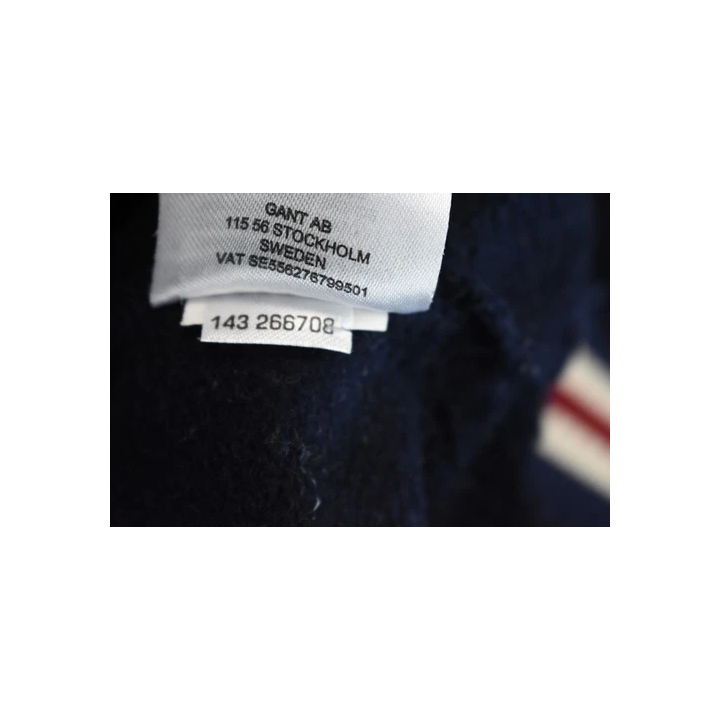 GANT AB
115 56 STOCKHOLM
SWEDEN
VAT SE556276799501
143 266708